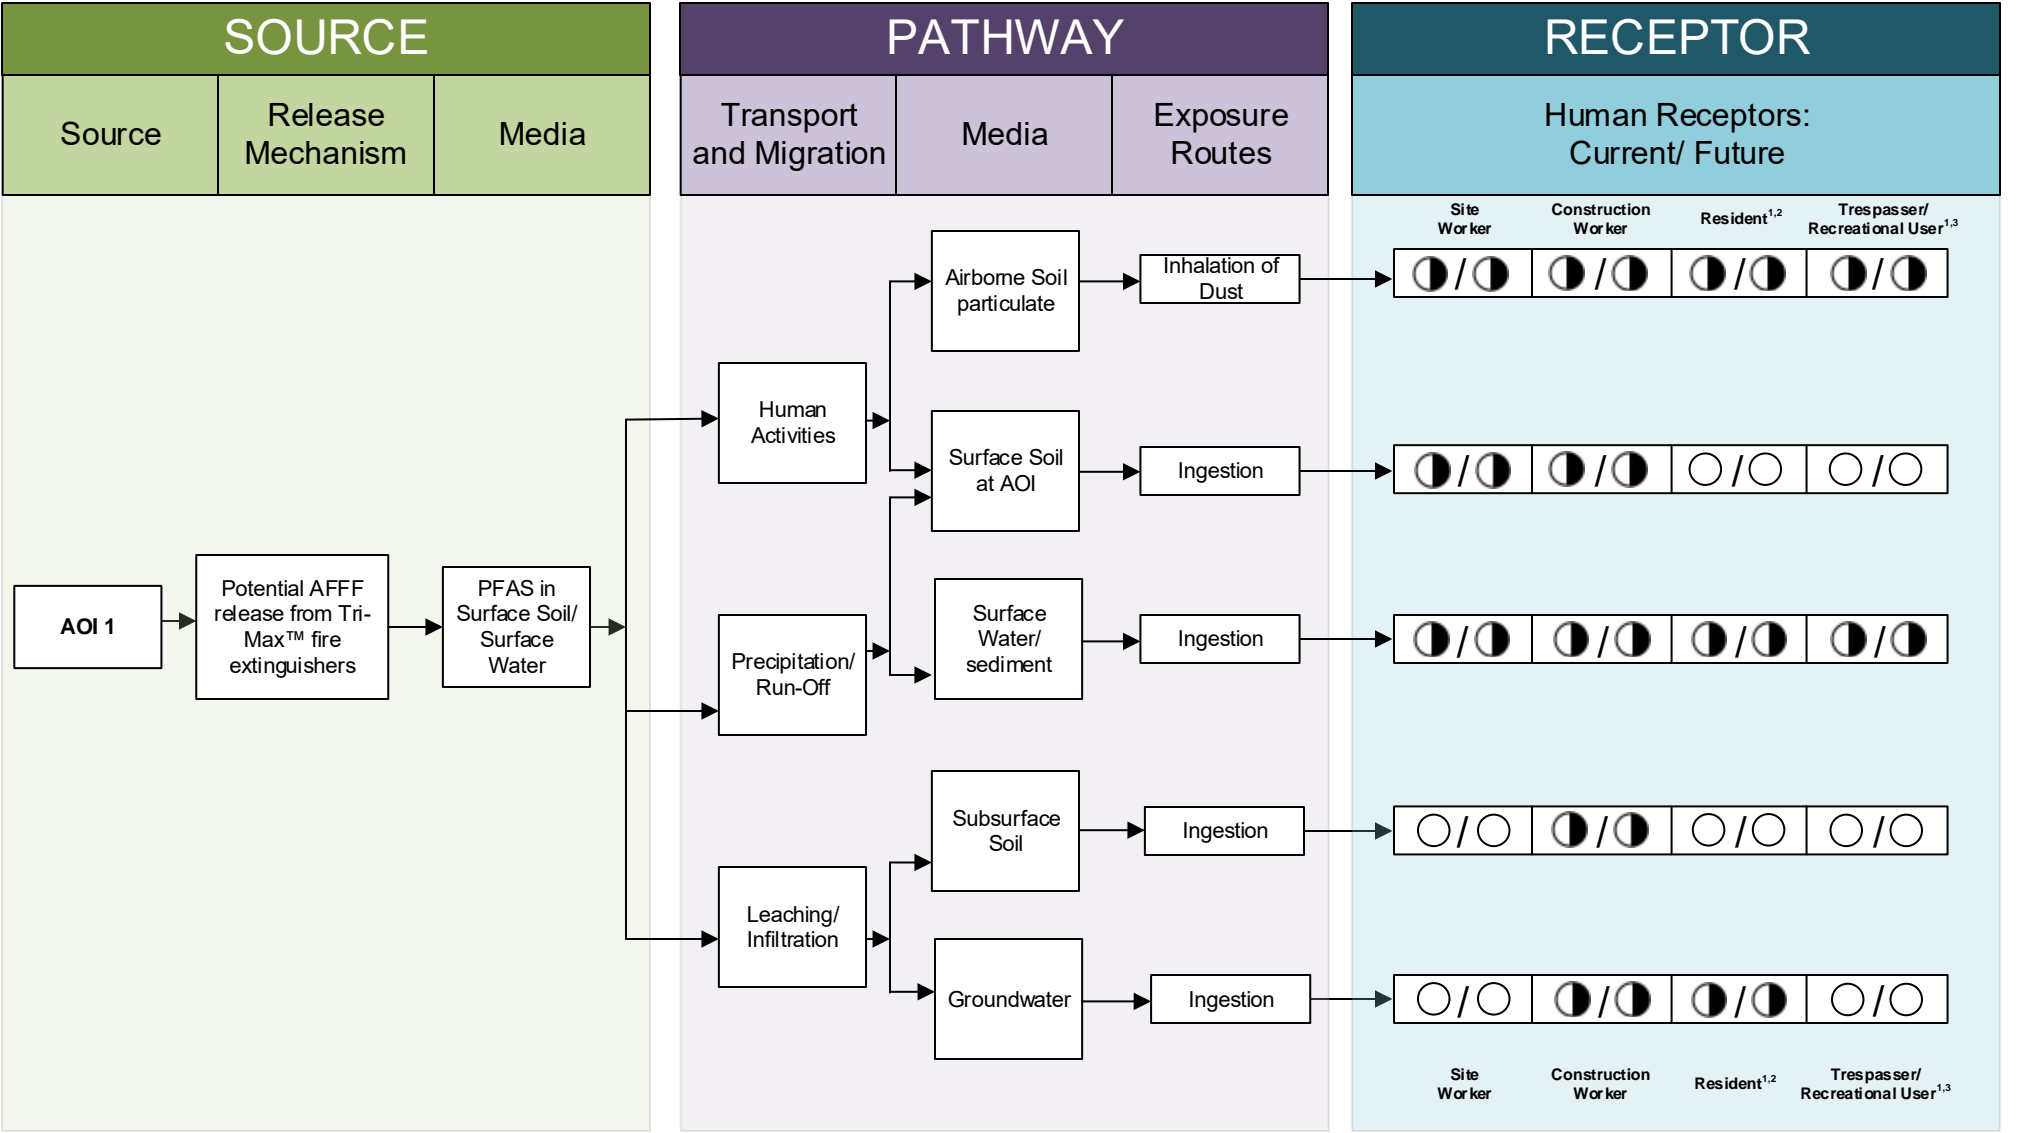 SOURCE
PATHWAY
RECEPTOR
Source
Release
Mechanism
Media
Transport
and Migration
Media
Exposure
Routes
Human Receptors:
Current/ Future
Site
Worker
Construction
Worker
Resident1,2
Trespasser/
Recreational User1,3
Airborne Soil
particulate
Inhalation of
Dust
/ / / /
Human
Activities
Surface Soil
at AOI
Ingestion
/ / / /
AOI 1
Potential AFFF
release from Tri-
Max™ fire
extinguishers
PFAS in
Surface Soil/
Surface
Water
Precipitation/
Run-Off
Surface
Water/
sediment
Ingestion
/ / / /
Subsurface
Soil
Ingestion
/ / / /
Leaching/
Infiltration
Groundwater
Ingestion
/ / / /
Site
Worker
Construction
Worker
Resident1,2
Trespasser/
Recreational User1,3